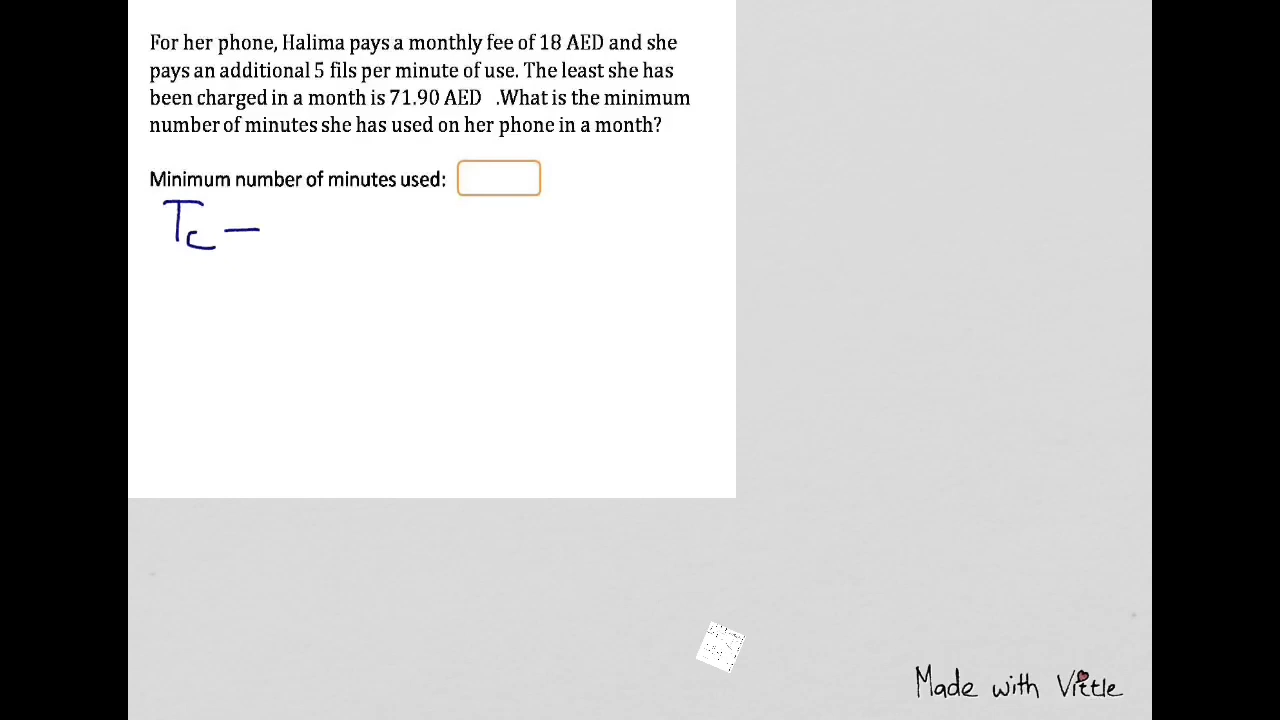 For her phone, Halima pays a monthly fee of 18 AED and she
pays an additional 5 fils per minute of use. The least she has
been charged in a month is 71.90 AED .What is the minimum
number of minutes she has used on her phone in a month?
Minimum number of minutes used:
Tc –
Made with Vittle